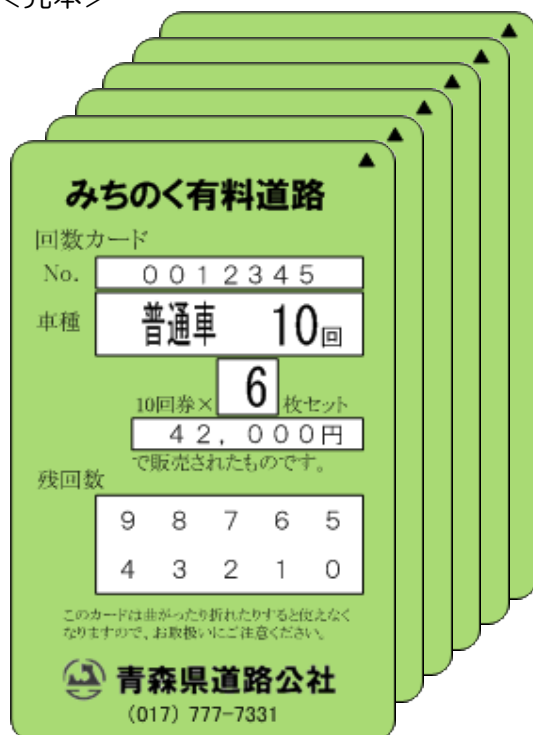 <見本>
みちのく有料道路
回数カード
No. 0012345
車種 普通車 10回
10回券× 6 枚セット
42,000円
で販売されたものです。
残回数
9 8 7 6 5
4 3 2 1 0
このカードは曲がったり折れたりすると使えなく
なりますので、お取扱いにご注意ください。
青森県道路公社
(017) 777-7331